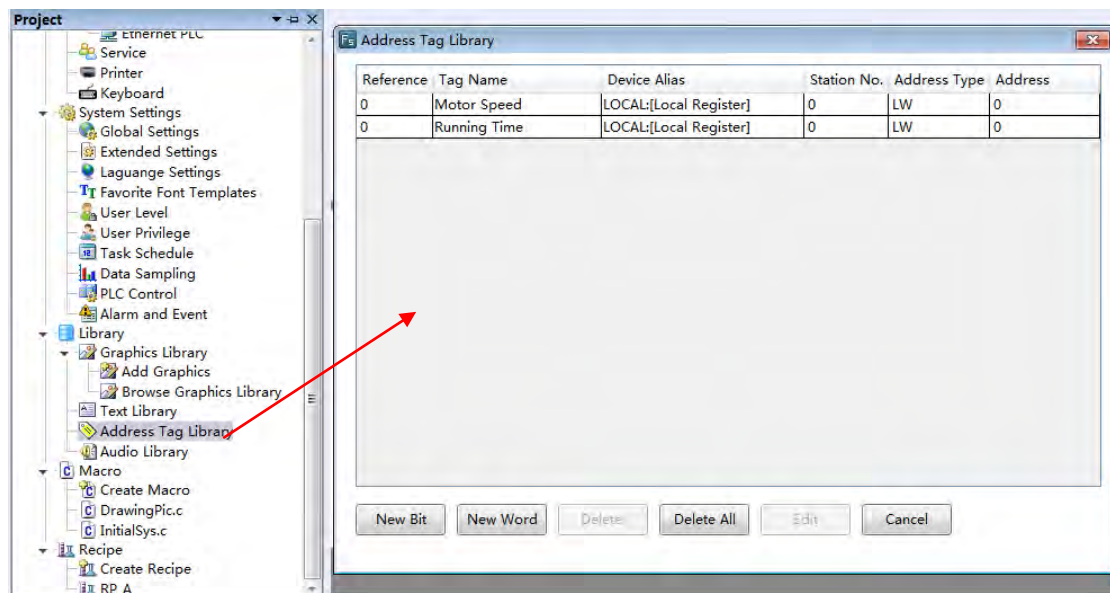 Project
Ethernet PLC
Service
Printer
Keyboard
System Settings
Global Settings
Extended Settings
Laguange Settings
Favorite Font Templates
User Level
User Privilege
Task Schedule
Data Sampling
PLC Control
Alarm and Event
Library
Graphics Library
Add Graphics
Browse Graphics Library
Text Library
Address Tag Library
Audio Library
Macro
Create Macro
DrawingPic.c
InitialSys.c
Recipe
Create Recipe
RP_A
Address Tag Library
Reference Tag Name Device Alias Station No. Address Type Address
0 Motor Speed LOCAL:[Local Register] 0 LW 0
0 Running Time LOCAL:[Local Register] 0 LW 0
New Bit New Word Delete Delete All Edit Cancel